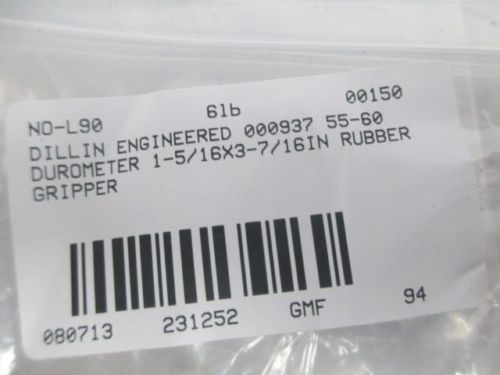 NO-L90 6lb 00150
DILLIN ENGINEERED 000937 55-60
DUROMETER 1-5/16X3-7/16IN RUBBER
GRIPPER
080713 231252 GMF 94